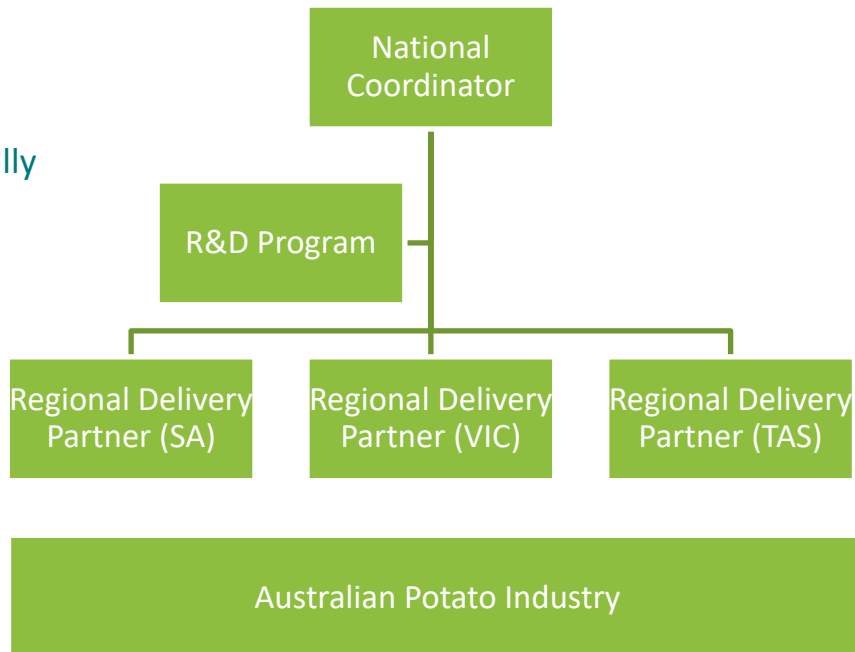 National
Coordinator
lly
R&D Program
Regional Delivery
Partner (SA)
Regional Delivery
Partner (VIC)
Regional Delivery
Partner (TAS)
Australian Potato Industry